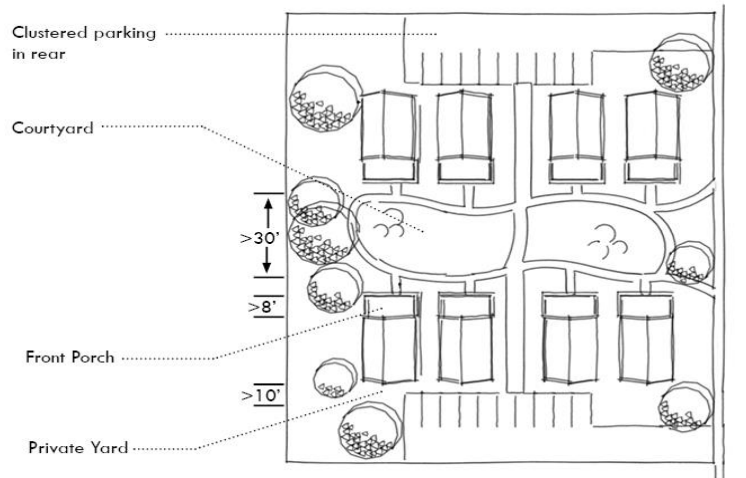 Clustered parking
in rear
Courtyard
>30'
>8'
Front Porch
>10'
Private Yard